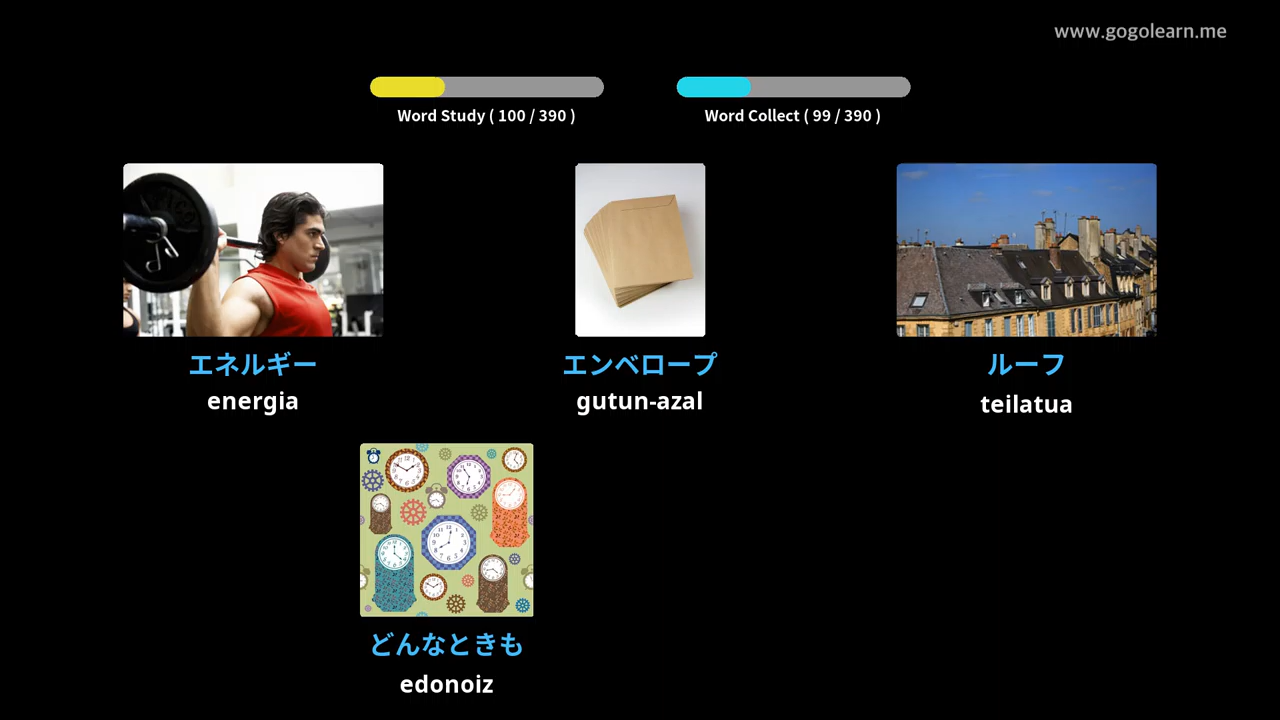 www.gogolearn.me
Word Study ( 100 / 390 )
Word Collect ( 99 / 390 )
エネルギー
energia
エンベロープ
gutun-azal
ルーフ
teilatua
どんなときも
edonoiz